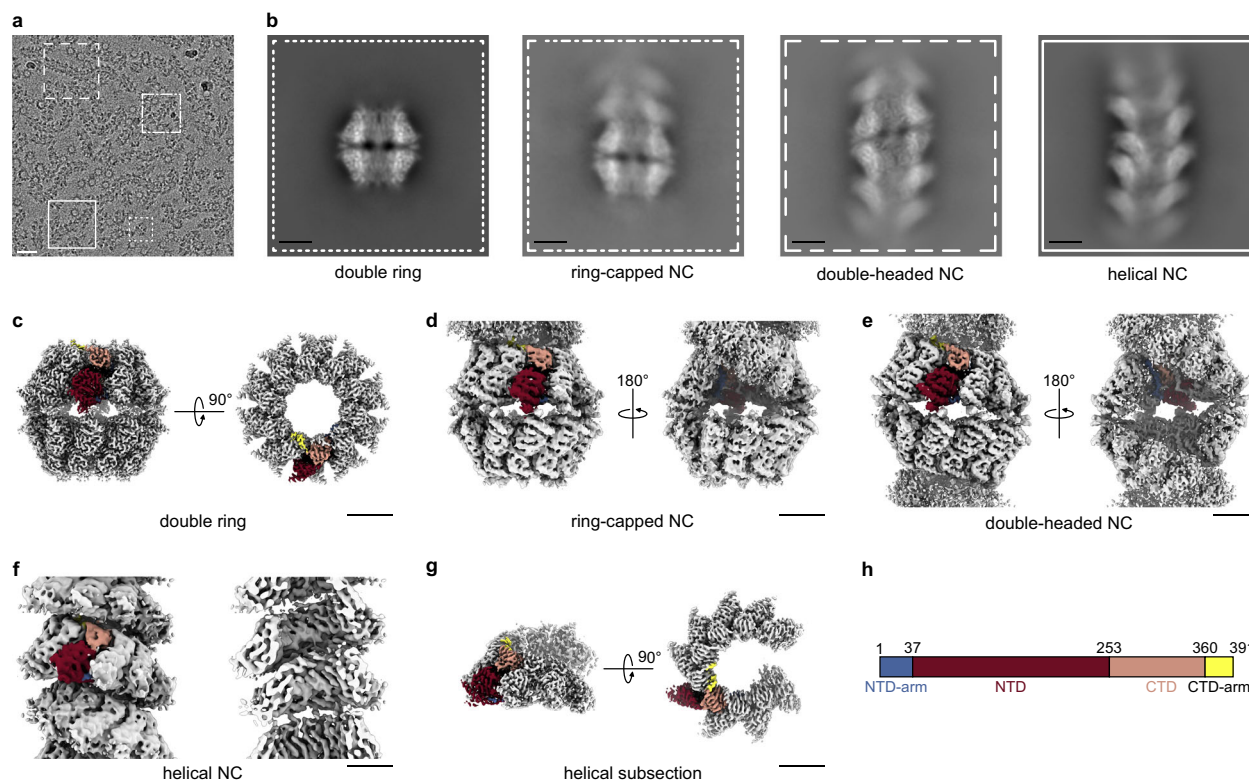 a
b
double ring
ring-capped NC
double-headed NC
helical NC
c
d
e
90°
180°
180°
double ring
ring-capped NC
double-headed NC
f
g
h
90°
1 37 253 360 391
NTD-arm NTD CTD CTD-arm
helical NC
helical subsection